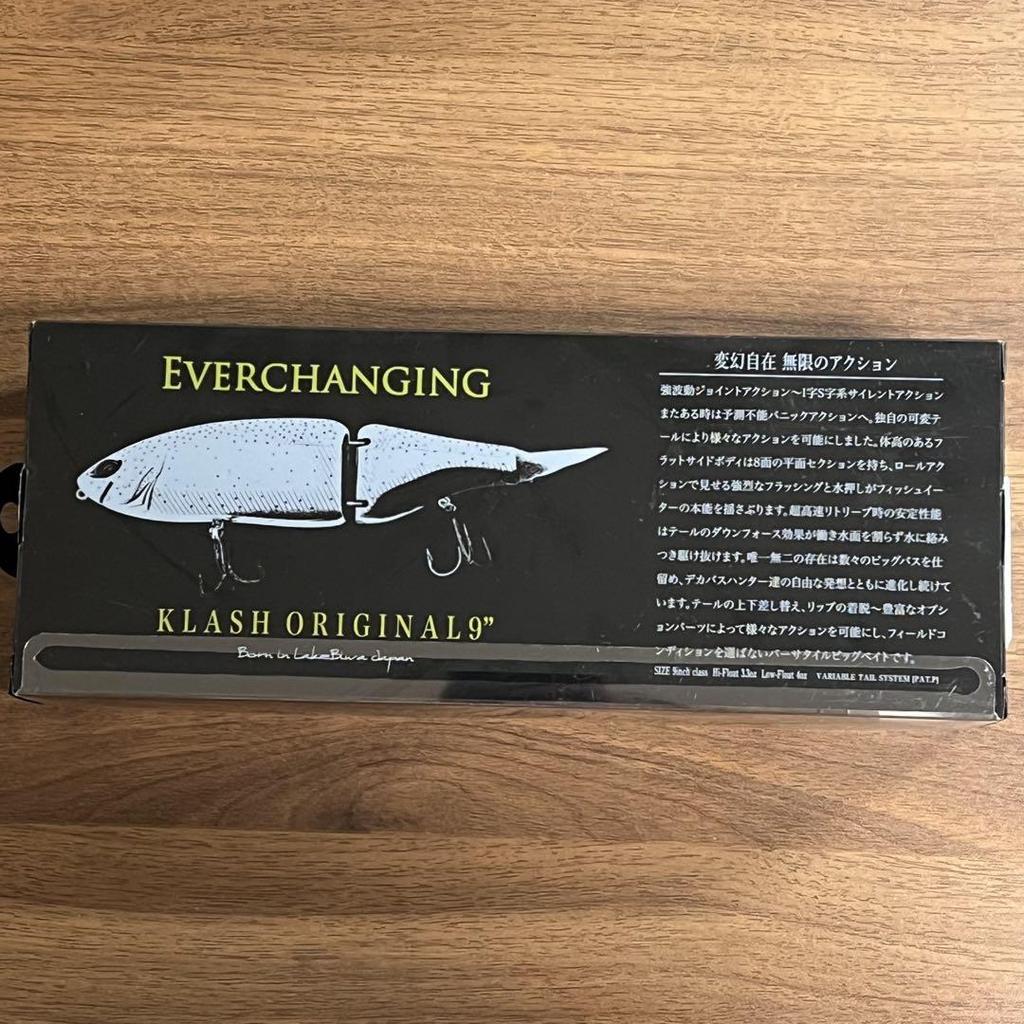 EVERCHANGING
KLASH ORIGINAL 9”
Born in Lake Biwa Japan
変幻自在 無限のアクション
強波動ジョイントアクション〜I字S字系サイレントアクション
またある時は予測不能パニックアクションへ。独自の可変テ
ールにより様々なアクションを可能にしました。体高のあるフ
ラットサイドボディは8面の平面セクションを持ち、ロールアク
ションで見せる強烈なフラッシングと水押しがフィッシュイー
ターの本能を揺さぶります。超高速リトリーブ時の安定性能
はテールのダウンフォース効果が働き水面を割らず水に絡み
つき駆け抜けます。唯一無二の存在は数々のビッグバスを仕
留め、デカバスハンター達の自由な発想とともに進化し続けて
います。テールの上下差し替え、リップの着脱〜豊富なオプシ
ョンパーツによって様々なアクションを可能にし、フィールドコ
ンディションを選ばないバーサタイルビッグベイトです。
SIZE 9inch class Hi-Float 3.3oz Low-Float 4oz VARIABLE TAIL SYSTEM [PAT.P]